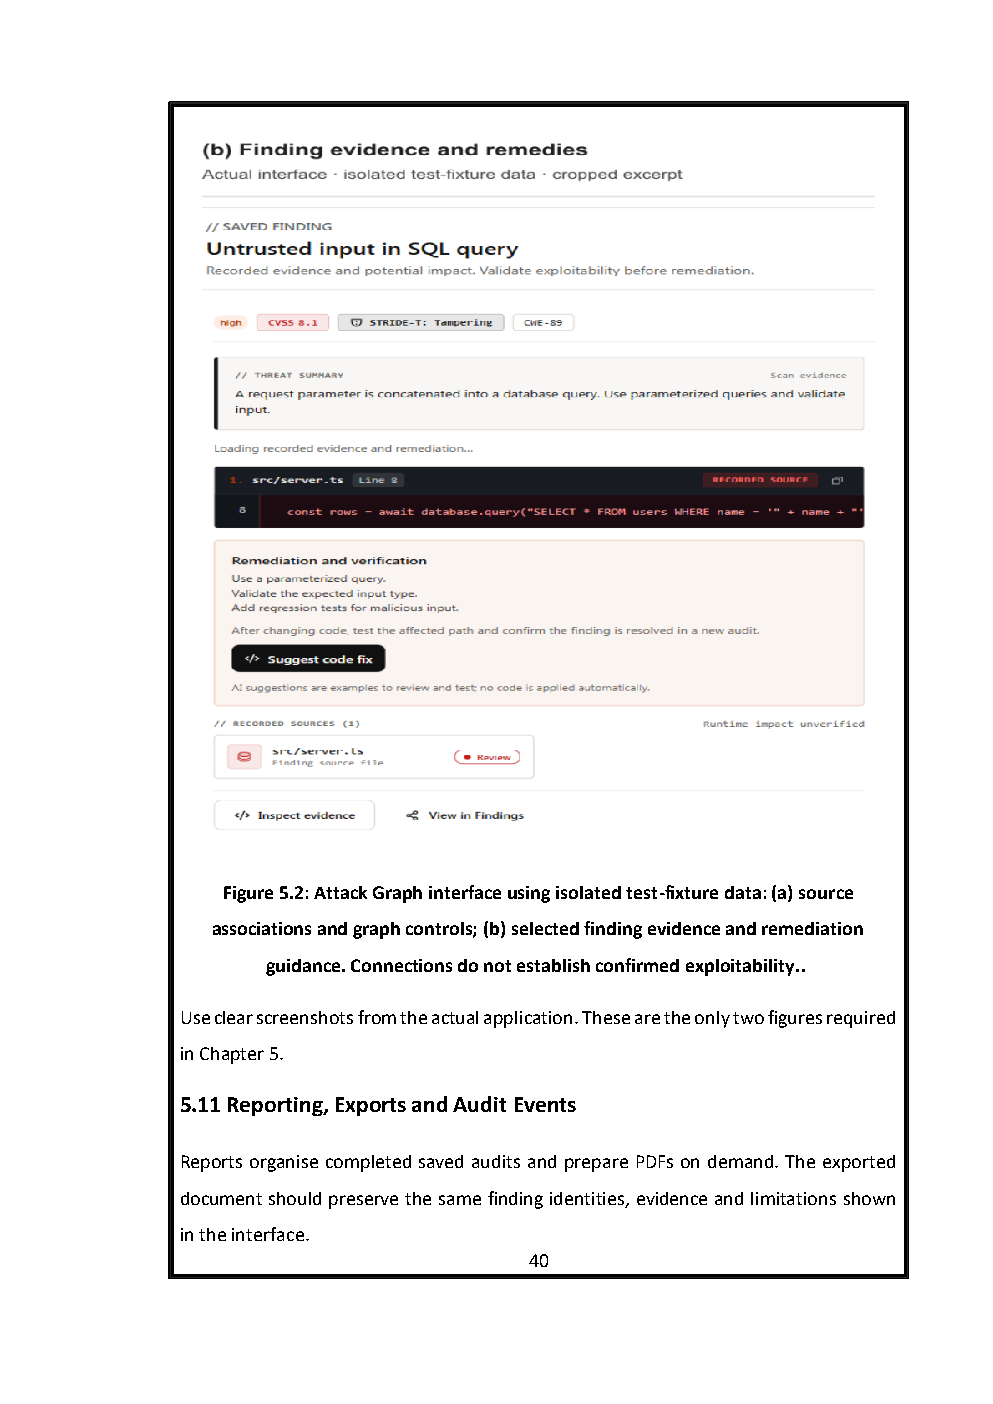 (b) Finding evidence and remedies
Actual interface · isolated test-fixture data · cropped excerpt
// SAVED FINDING
Untrusted input in SQL query
Recorded evidence and potential impact. Validate exploitability before remediation.
high CVSS 8.1 STRIDE-T: Tampering CWE-89
// THREAT SUMMARY Scan evidence
A request parameter is concatenated into a database query. Use parameterized queries and validate
input.
Loading recorded evidence and remediation...
1. src/server.ts Line 8 RECORDED SOURCE
8 const rows = await database.query("SELECT * FROM users WHERE name = '" + name + "'
Remediation and verification
Use a parameterized query.
Validate the expected input type.
Add regression tests for malicious input.
After changing code, test the affected path and confirm the finding is resolved in a new audit.
</> Suggest code fix
AI suggestions are examples to review and test; no code is applied automatically.
// RECORDED SOURCES (1) Runtime impact unverified
src/server.ts
Finding source file
Review
</> Inspect evidence View in Findings
Figure 5.2: Attack Graph interface using isolated test-fixture data: (a) source
associations and graph controls; (b) selected finding evidence and remediation
guidance. Connections do not establish confirmed exploitability..
Use clear screenshots from the actual application. These are the only two figures required
in Chapter 5.
5.11 Reporting, Exports and Audit Events
Reports organise completed saved audits and prepare PDFs on demand. The exported
document should preserve the same finding identities, evidence and limitations shown
in the interface.
40